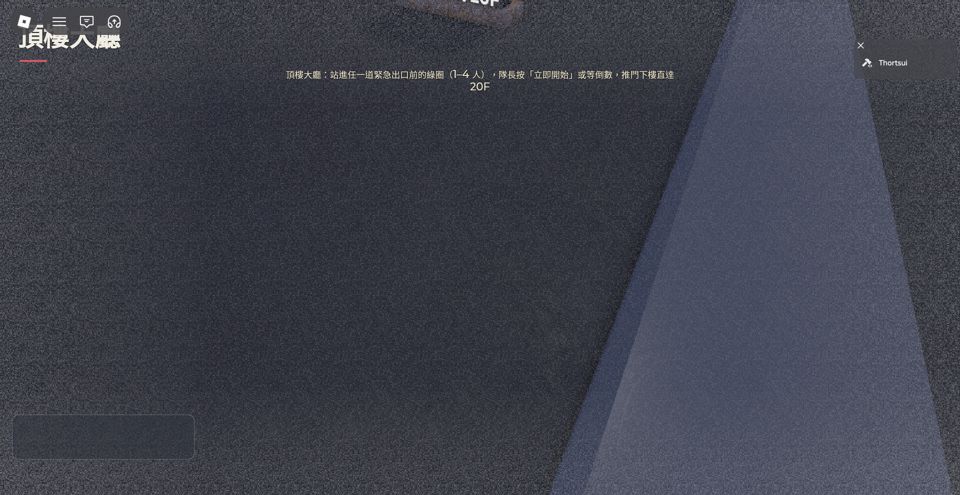 20F
頂樓大廳
Thortsui
頂樓大廳：站進任一道緊急出口前的綠圈（1–4 人），隊長按「立即開始」或等倒數，推門下樓直達
20F